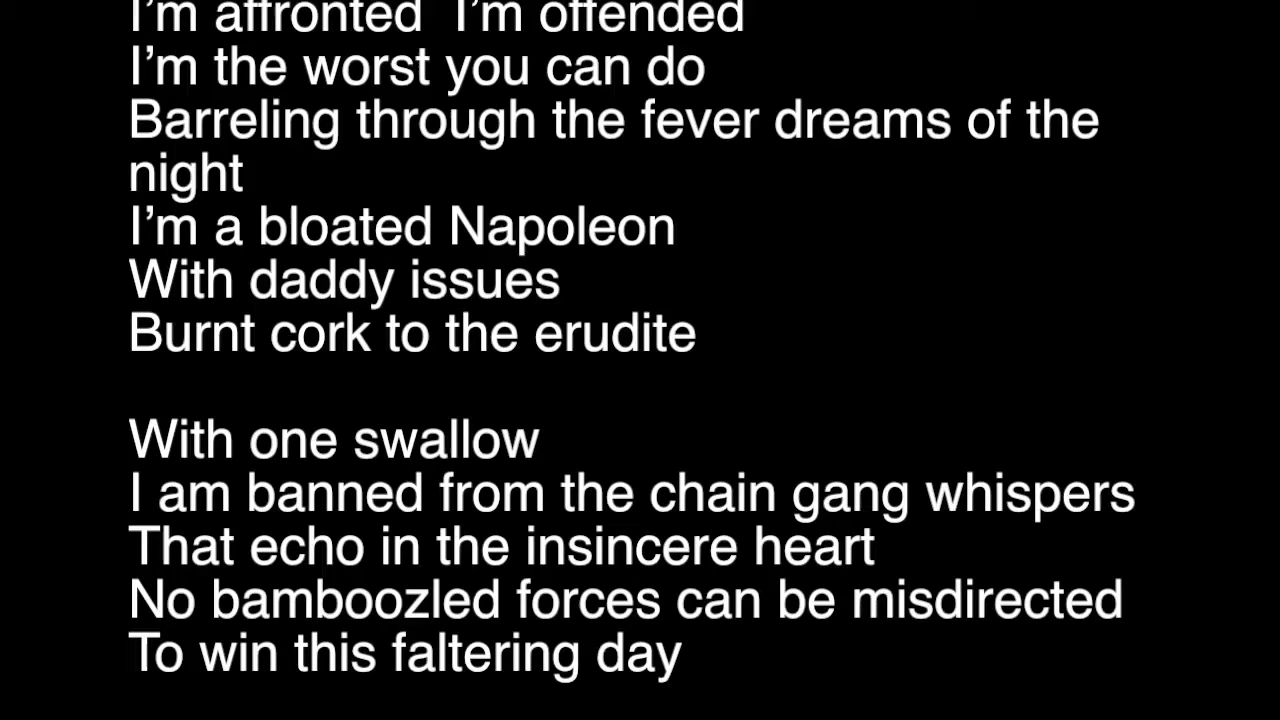 I’m affronted  I’m offended
I’m the worst you can do
Barreling through the fever dreams of the
night
I’m a bloated Napoleon
With daddy issues
Burnt cork to the erudite
With one swallow
I am banned from the chain gang whispers
That echo in the insincere heart
No bamboozled forces can be misdirected
To win this faltering day